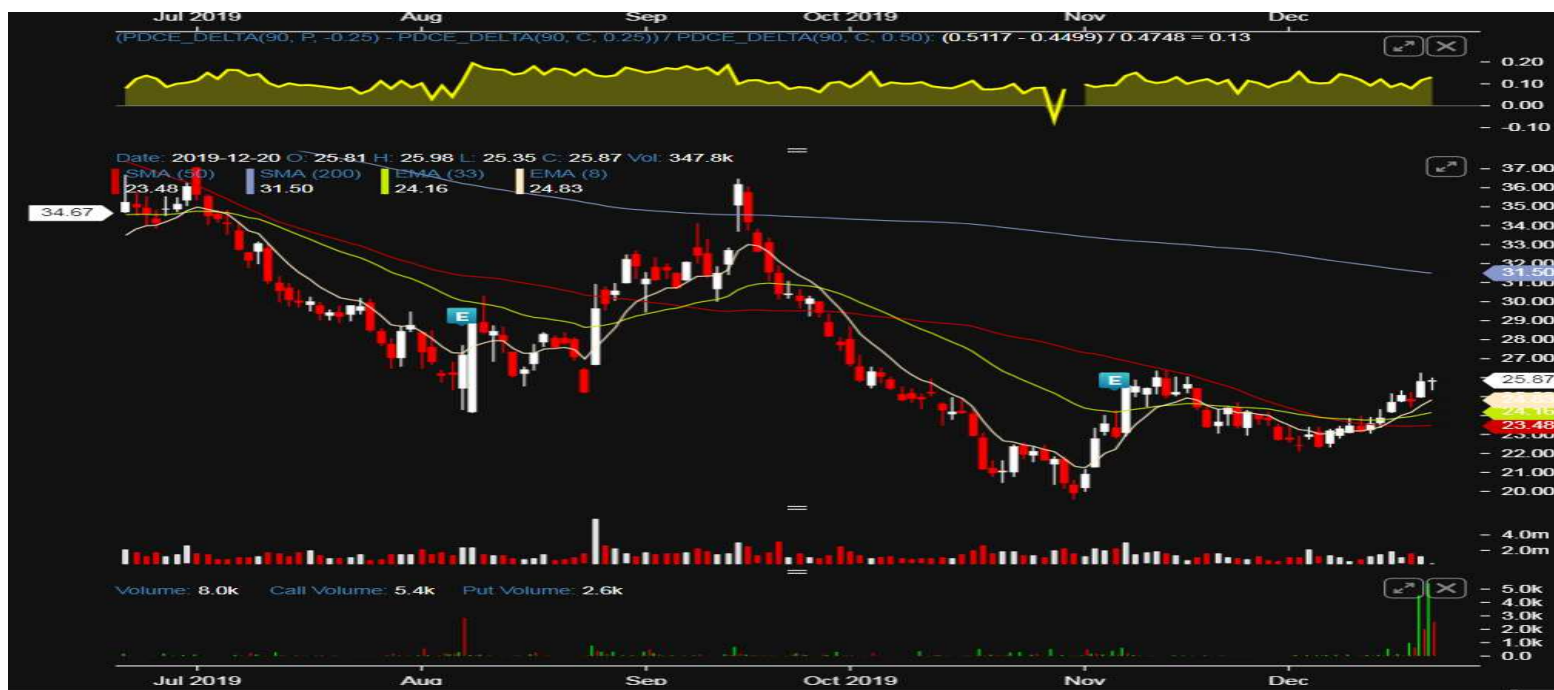 Jul 2019 Aug Sep Oct 2019 Nov Dec
(PDCE_DELTA(90, P, -0.25) - PDCE_DELTA(90, C, 0.25)) / PDCE_DELTA(90, C, 0.50): (0.5117 - 0.4499) / 0.4748 = 0.13
0.20
0.10
0.00
-0.10
Date: 2019-12-20 O: 25.81 H: 25.98 L: 25.35 C: 25.87 Vol: 347.8k
SMA (50) SMA (200) EMA (33) EMA (8)
23.48 31.50 24.16 24.83
37.00
36.00
35.00
34.67
34.00
33.00
32.00
31.50
31.00
30.00
E
29.00
28.00
27.00
E
25.87
24.83
24.16
23.48
23.00
22.00
21.00
20.00
4.0m
2.0m
Volume: 8.0k Call Volume: 5.4k Put Volume: 2.6k
5.0k
4.0k
3.0k
2.0k
1.0k
0.0
Jul 2019 Aug Sep Oct 2019 Nov Dec